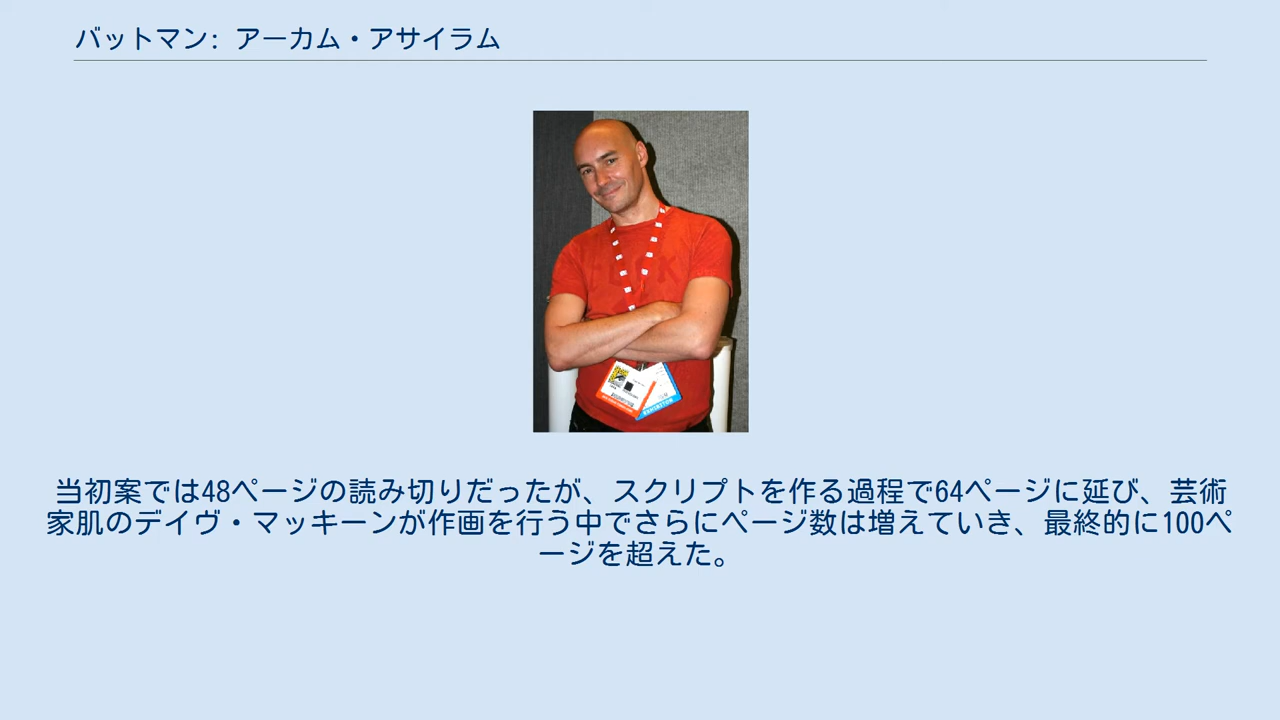 バットマン: アーカム・アサイラム
当初案では48ページの読み切りだったが、スクリプトを作る過程で64ページに延び、芸術
家肌のデイヴ・マッキーンが作画を行う中でさらにページ数は増えていき、最終的に100ペ
ージを超えた。